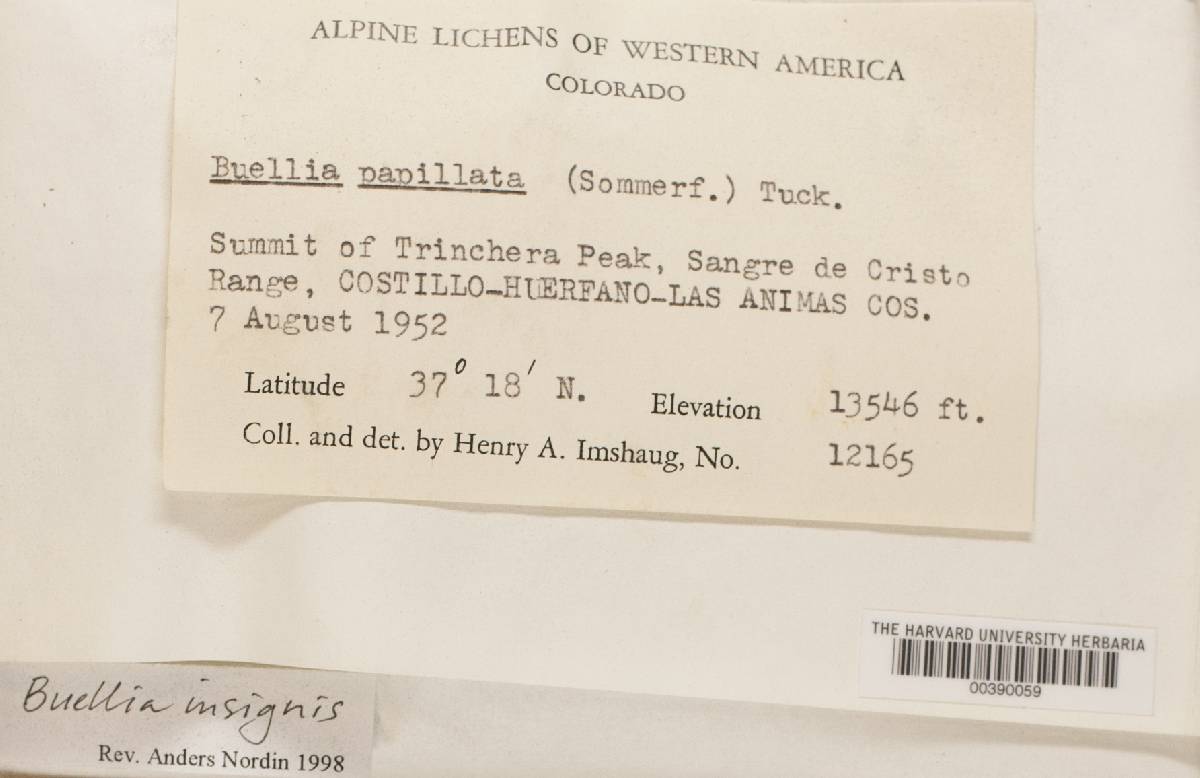 ALPINE LICHENS OF WESTERN AMERICA
COLORADO
Buellia papillata (Sommerf.) Tuck.
Summit of Trinchera Peak, Sangre de Cristo
Range, COSTILLO-HUERFANO-LAS ANIMAS COS.
7 August 1952
Latitude 37° 18' N. Elevation 13546 ft.
Coll. and det. by Henry A. Imshaug, No. 12165
THE HARVARD UNIVERSITY HERBARIA
00390059
Buellia insignis
Rev. Anders Nordin 1998